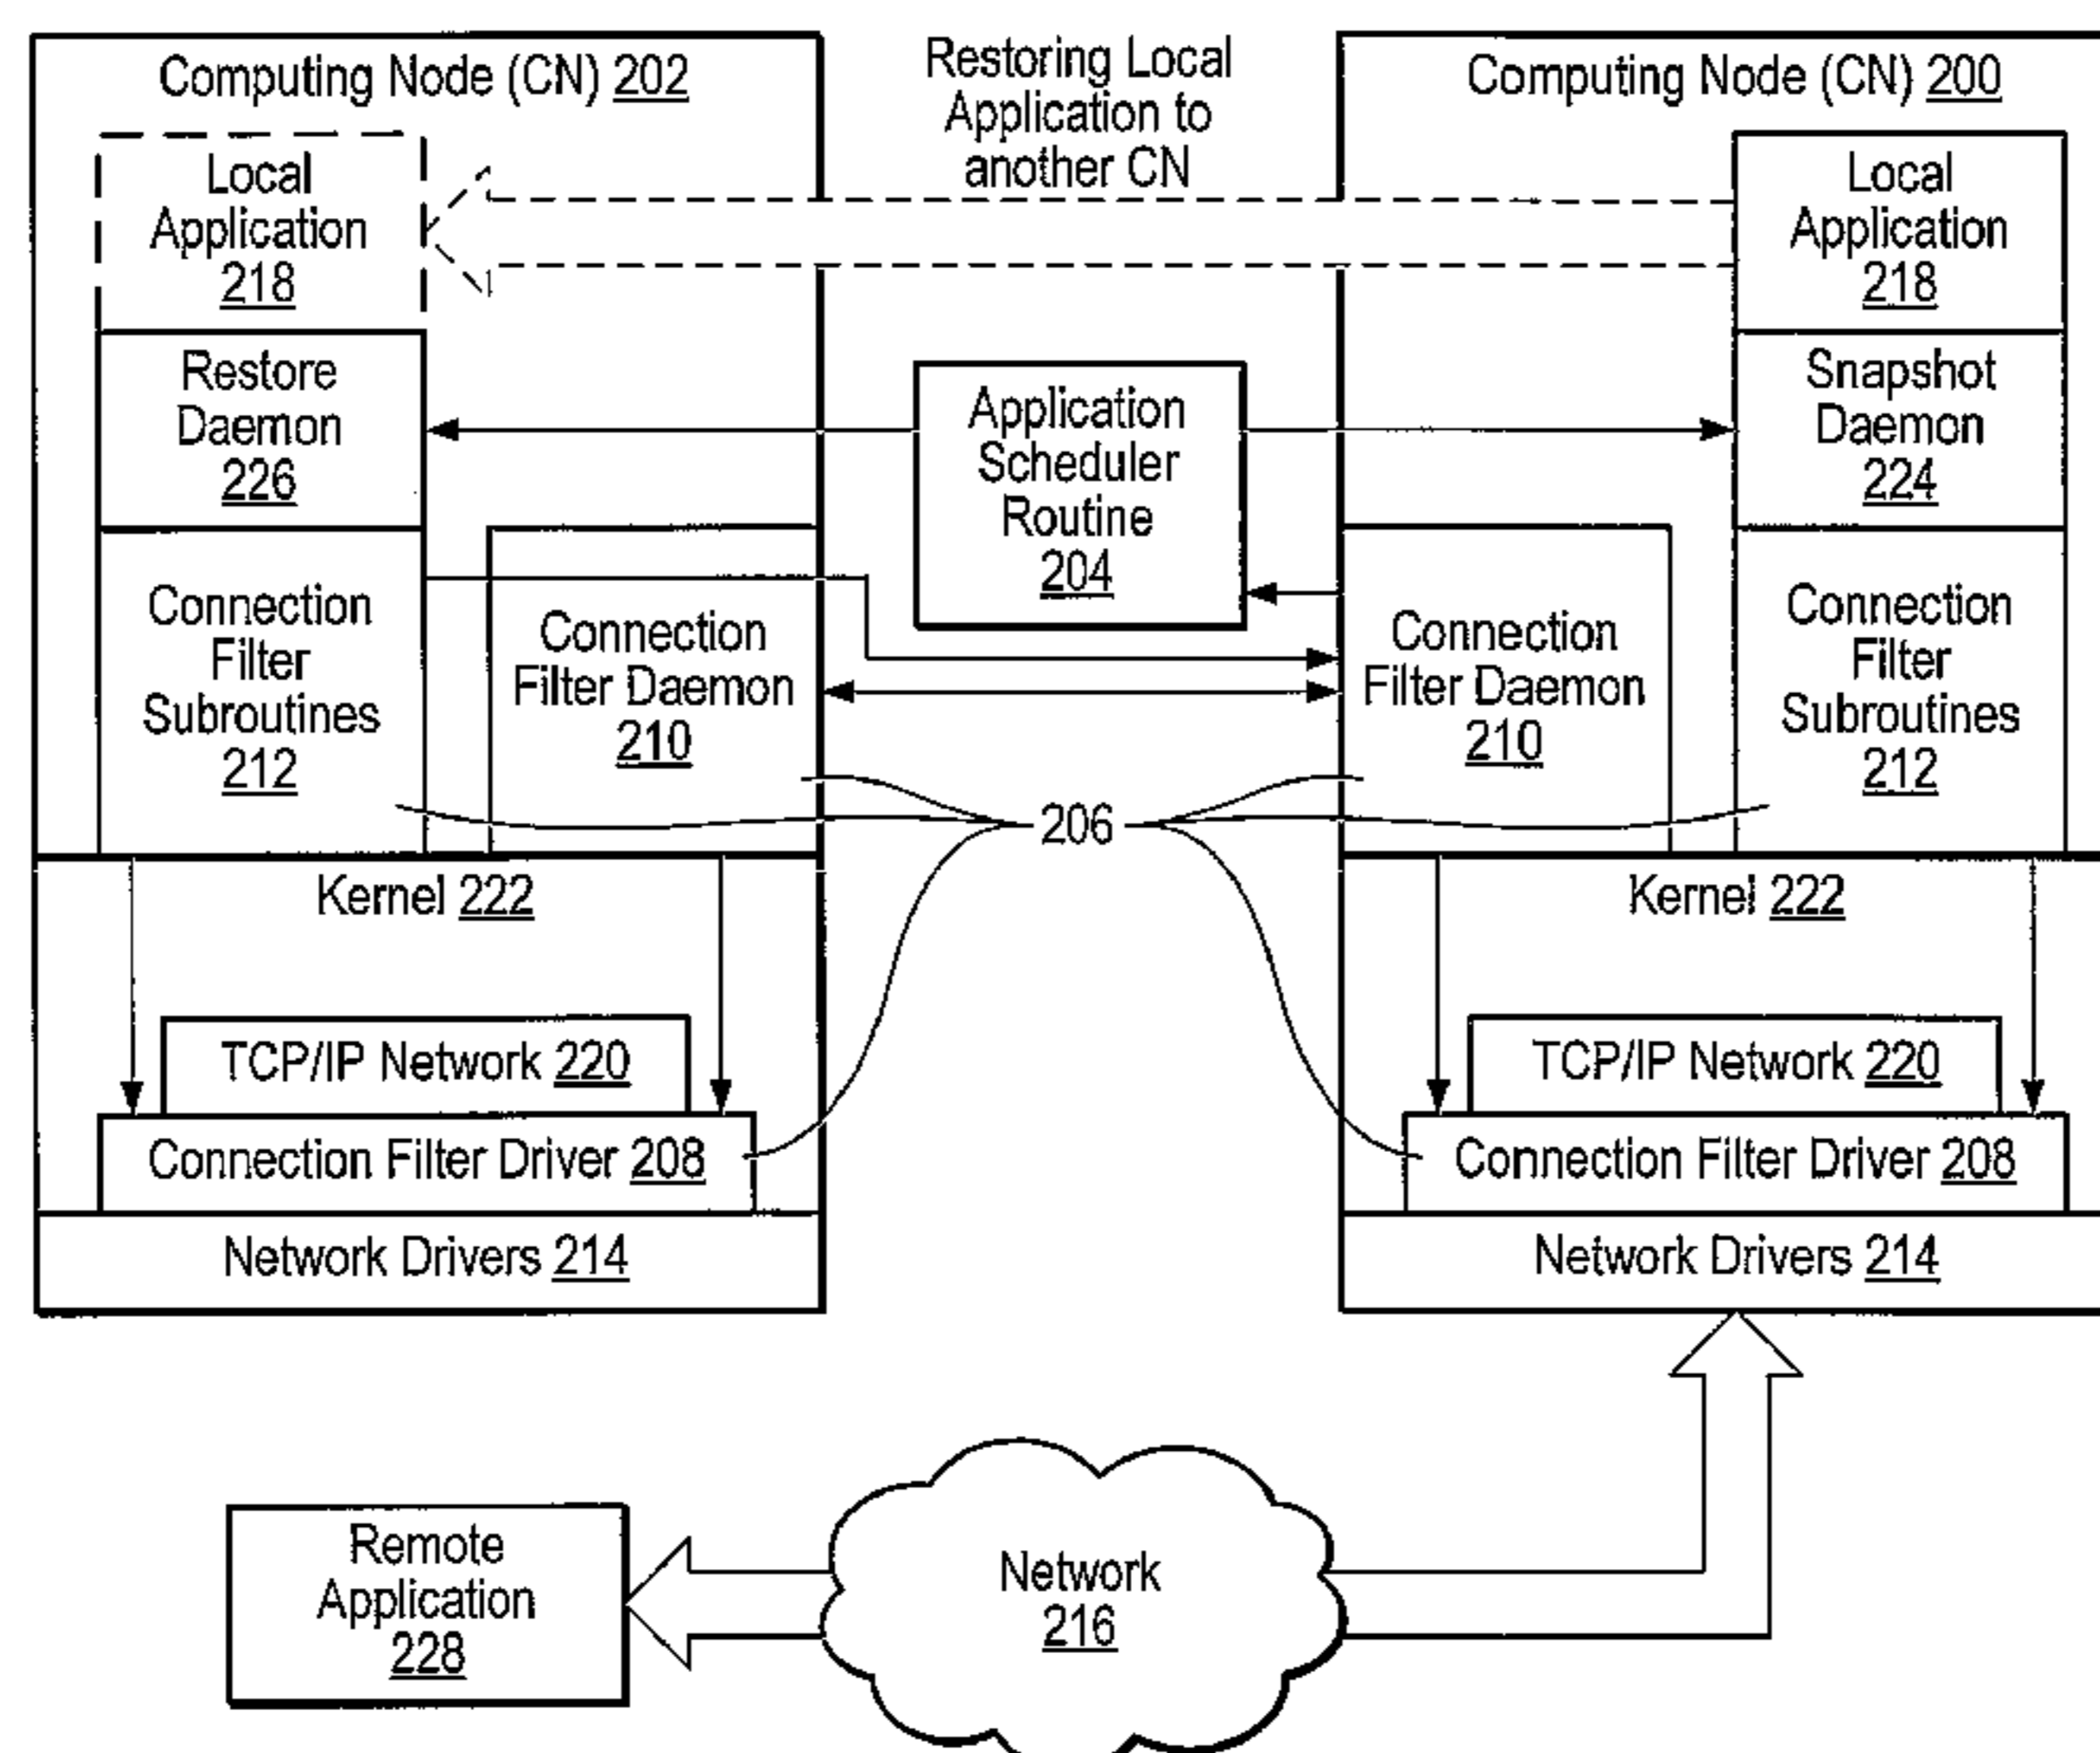 Computing Node (CN) 202
Restoring Local
Application to
another CN
Computing Node (CN) 200
Local
Application
218
Local
Application
218
Restore
Daemon
226
Application
Scheduler
Routine
204
Snapshot
Daemon
224
Connection
Filter
Subroutines
212
Connection
Filter Daemon
210
Connection
Filter Daemon
210
Connection
Filter
Subroutines
212
206
Kernel 222
Kernel 222
TCP/IP Network 220
TCP/IP Network 220
Connection Filter Driver 208
Connection Filter Driver 208
Network Drivers 214
Network Drivers 214
Remote
Application
228
Network
216